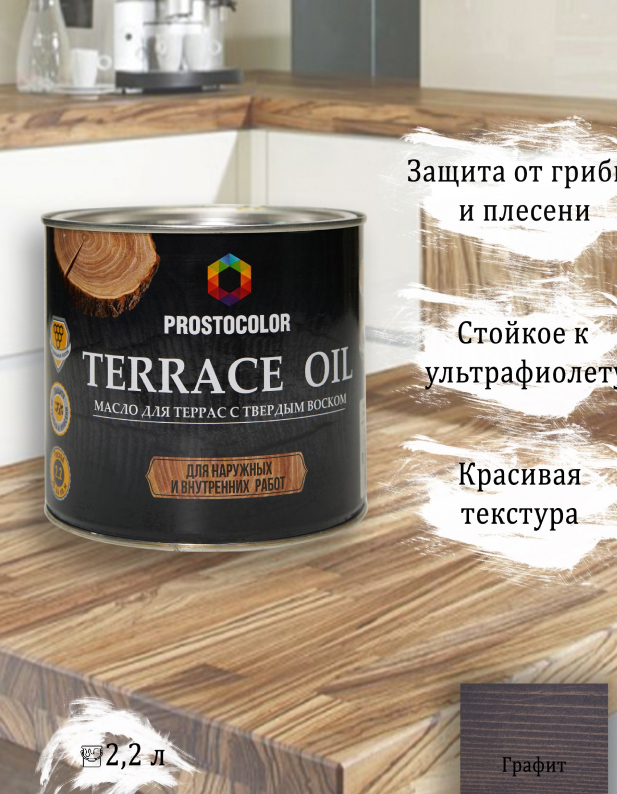 Защита от гриб
и плесени
PROSTOCOLOR
Стойкое к
ультрафиолету
TERRACE OIL
МАСЛО ДЛЯ ТЕРРАС С ТВЕРДЫМ ВОСКОМ
ДЛЯ НАРУЖНЫХ
И ВНУТРЕННИХ РАБОТ
Красивая
текстура
2,2 л
Графит